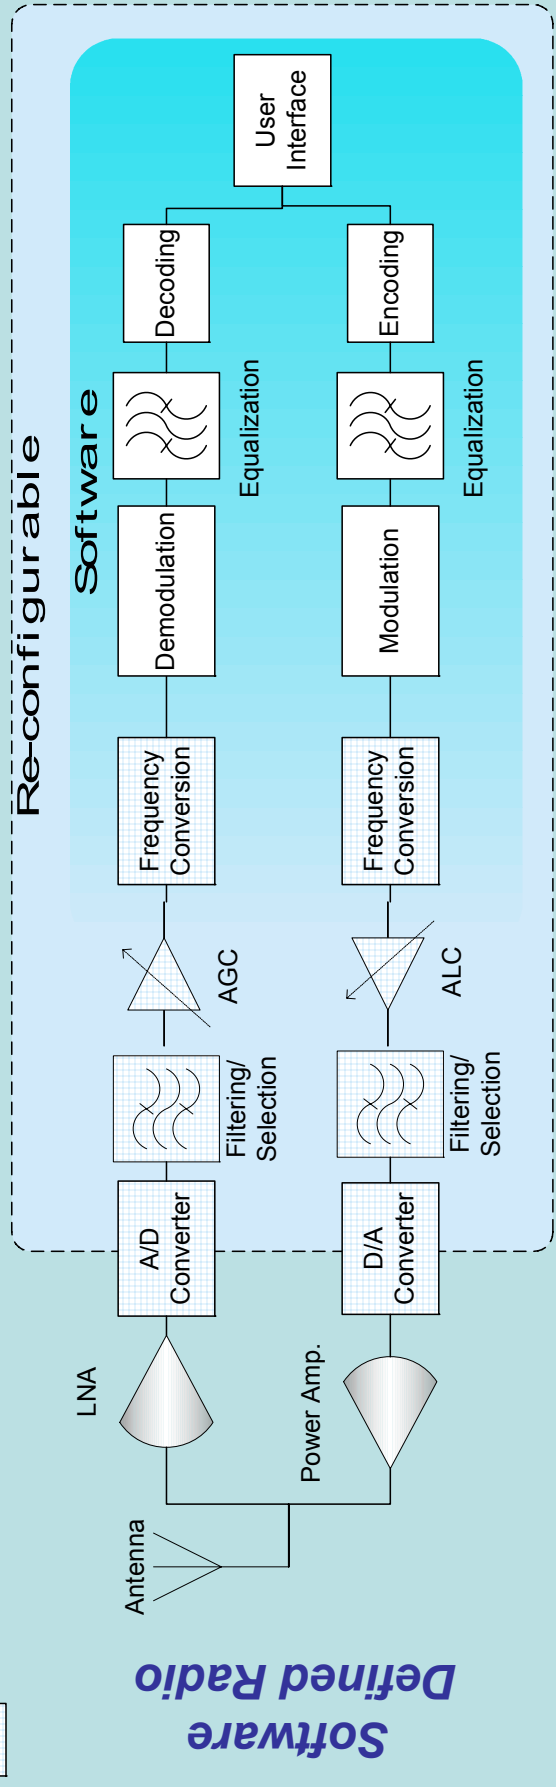 Software
Defined Radio
Re-configurable
Software
Antenna
LNA
A/D
Converter
Filtering/
Selection
AGC
Frequency
Conversion
Demodulation
Equalization
Decoding
User
Interface
Power Amp.
D/A
Converter
Filtering/
Selection
ALC
Frequency
Conversion
Modulation
Equalization
Encoding